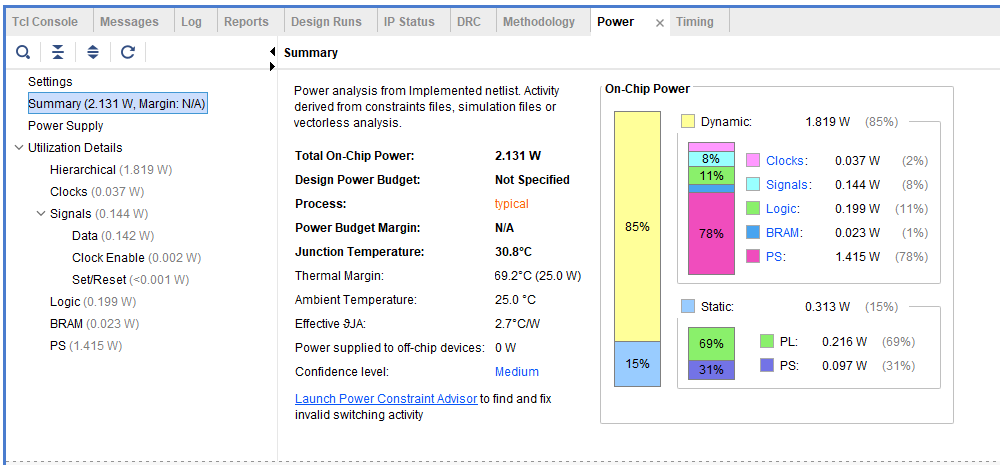 Tcl Console Messages Log Reports Design Runs IP Status DRC Methodology Power × Timing
Summary
Settings
Summary (2.131 W, Margin: N/A)
Power Supply
Utilization Details
Hierarchical (1.819 W)
Clocks (0.037 W)
Signals (0.144 W)
Data (0.142 W)
Clock Enable (0.002 W)
Set/Reset (<0.001 W)
Logic (0.199 W)
BRAM (0.023 W)
PS (1.415 W)
Power analysis from Implemented netlist. Activity
derived from constraints files, simulation files or
vectorless analysis.
Total On-Chip Power: 2.131 W
Design Power Budget: Not Specified
Process: typical
Power Budget Margin: N/A
Junction Temperature: 30.8°C
Thermal Margin: 69.2°C (25.0 W)
Ambient Temperature: 25.0 °C
Effective ϑJA: 2.7°C/W
Power supplied to off-chip devices: 0 W
Confidence level: Medium
Launch Power Constraint Advisor to find and fix
invalid switching activity
On-Chip Power
85%
15%
Dynamic: 1.819 W (85%)
8%
11%
78%
Clocks: 0.037 W (2%)
Signals: 0.144 W (8%)
Logic: 0.199 W (11%)
BRAM: 0.023 W (1%)
PS: 1.415 W (78%)
Static: 0.313 W (15%)
69%
31%
PL: 0.216 W (69%)
PS: 0.097 W (31%)